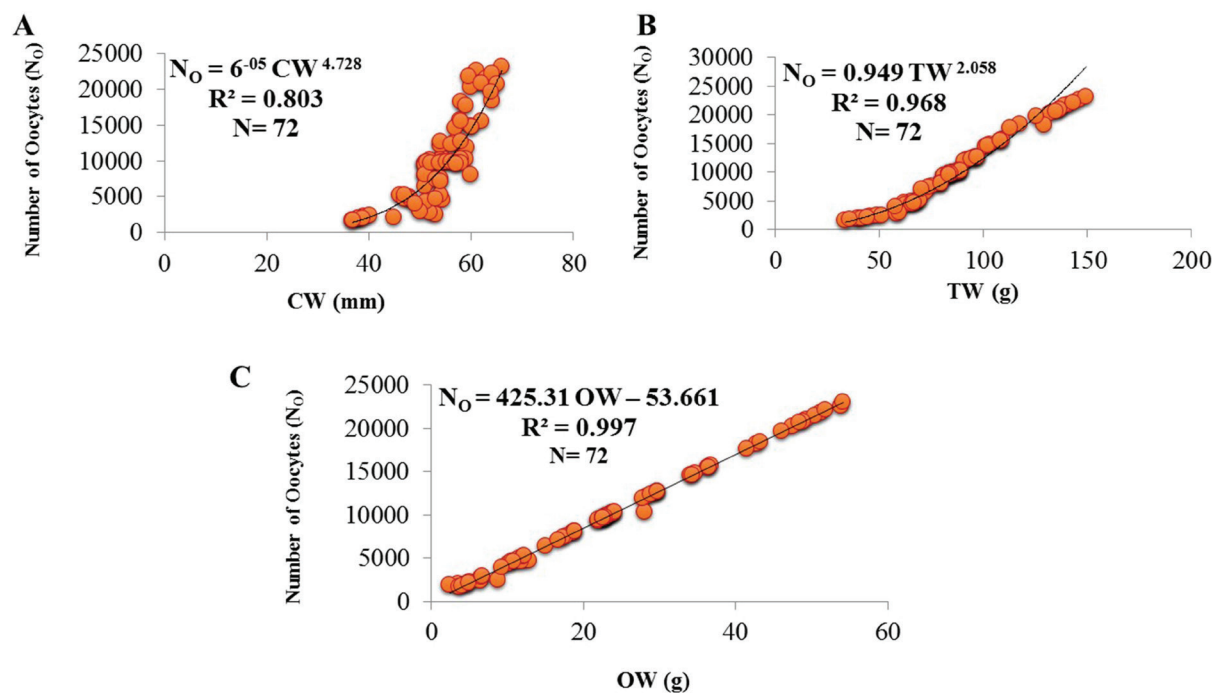 A
Number of Oocytes (Nₒ)
25000
20000
15000
10000
5000
0
Nₒ = 6⁻⁰⁵ CW ⁴·⁷²⁸
R² = 0.803
N= 72
0 20 40 60 80
CW (mm)
B
Number of Oocytes (Nₒ)
30000
25000
20000
15000
10000
5000
0
Nₒ = 0.949 TW ²·⁰⁵⁸
R² = 0.968
N= 72
0 50 100 150 200
TW (g)
C
Number of Oocytes (Nₒ)
25000
20000
15000
10000
5000
0
Nₒ = 425.31 OW – 53.661
R² = 0.997
N= 72
0 20 40 60
OW (g)